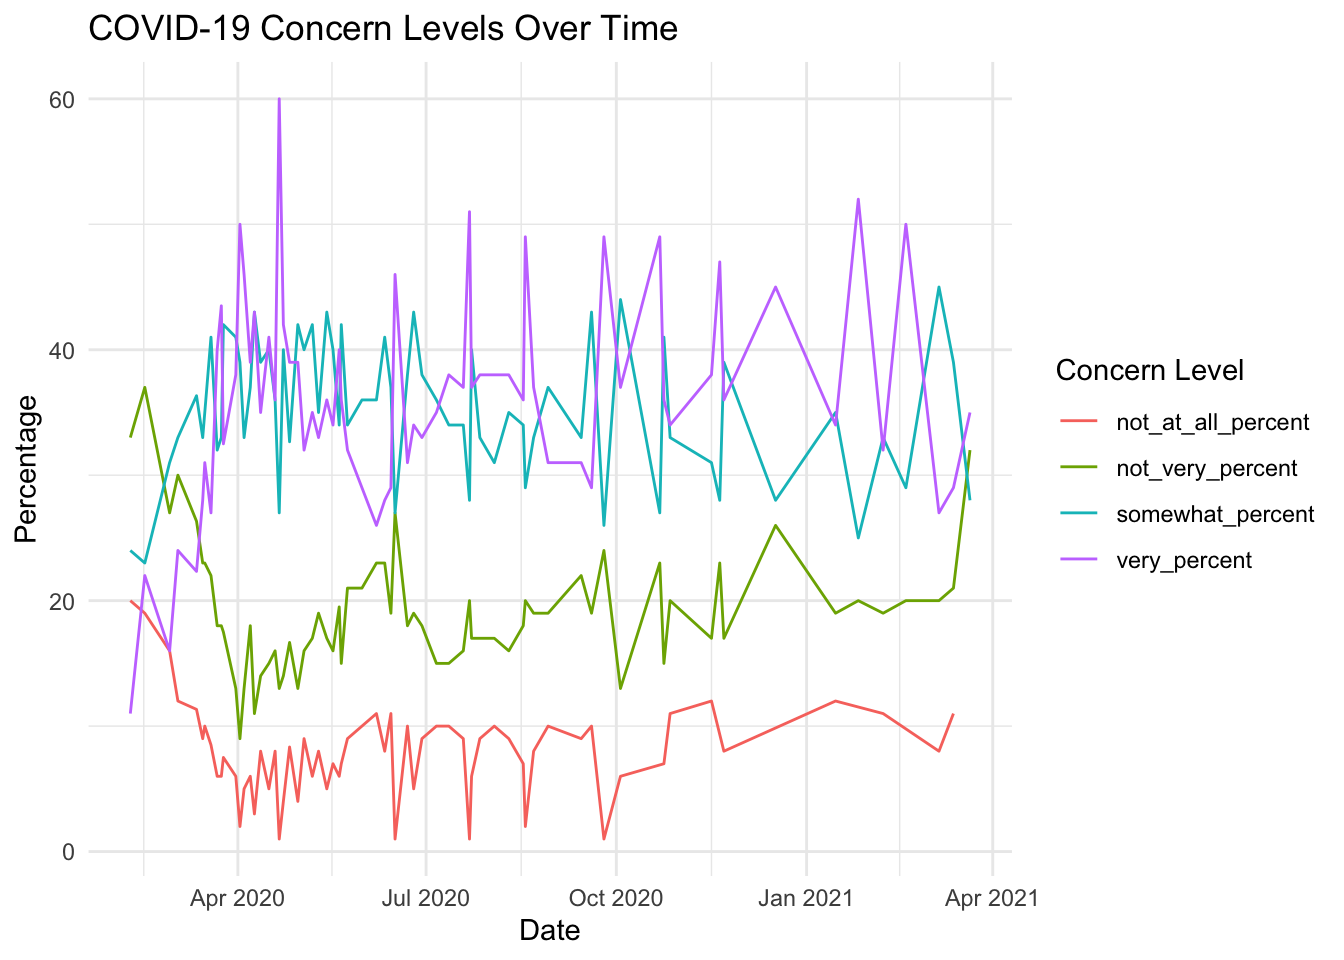 COVID-19 Concern Levels Over Time
60
40
20
0
Percentage
Apr 2020
Jul 2020
Oct 2020
Jan 2021
Apr 2021
Date
Concern Level
not_at_all_percent
not_very_percent
somewhat_percent
very_percent